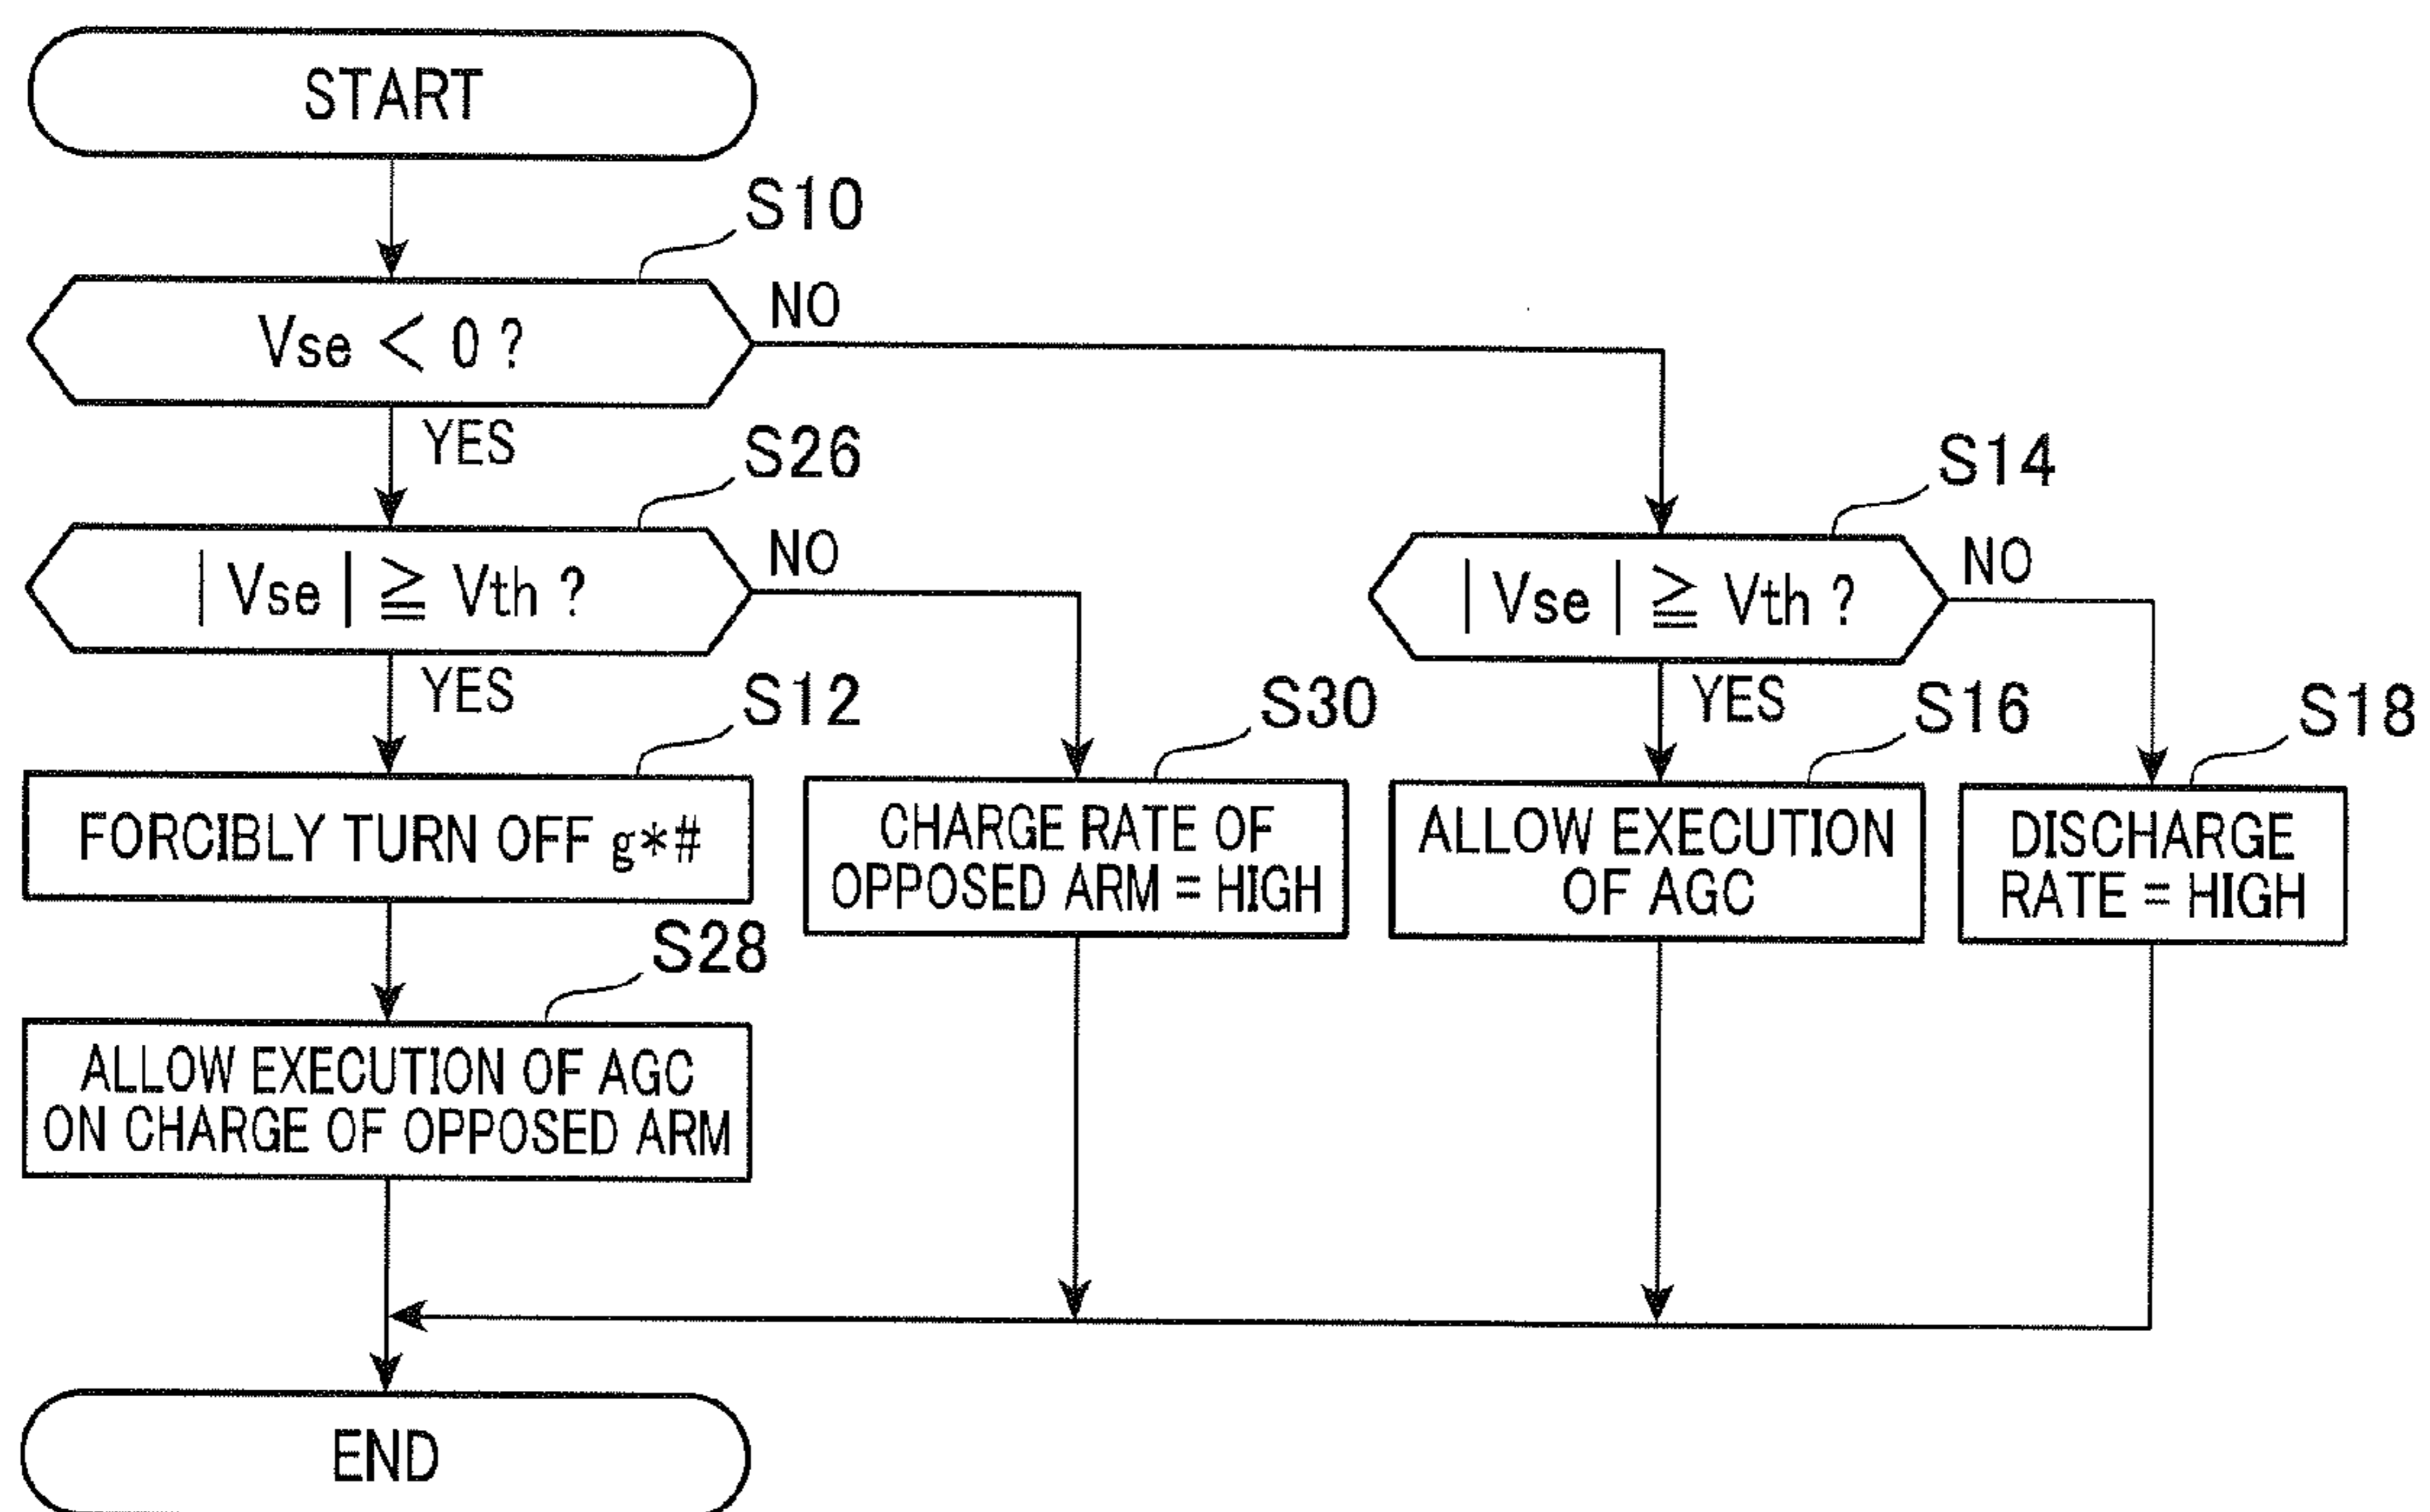 START
S10
Vse < 0 ?
NO
YES
S26
| Vse | ≧ Vth ?
NO
YES
S14
| Vse | ≧ Vth ?
NO
YES
S12
FORCIBLY TURN OFF g*#
S30
CHARGE RATE OF
OPPOSED ARM = HIGH
S16
ALLOW EXECUTION
OF AGC
S18
DISCHARGE
RATE = HIGH
S28
ALLOW EXECUTION OF AGC
ON CHARGE OF OPPOSED ARM
END